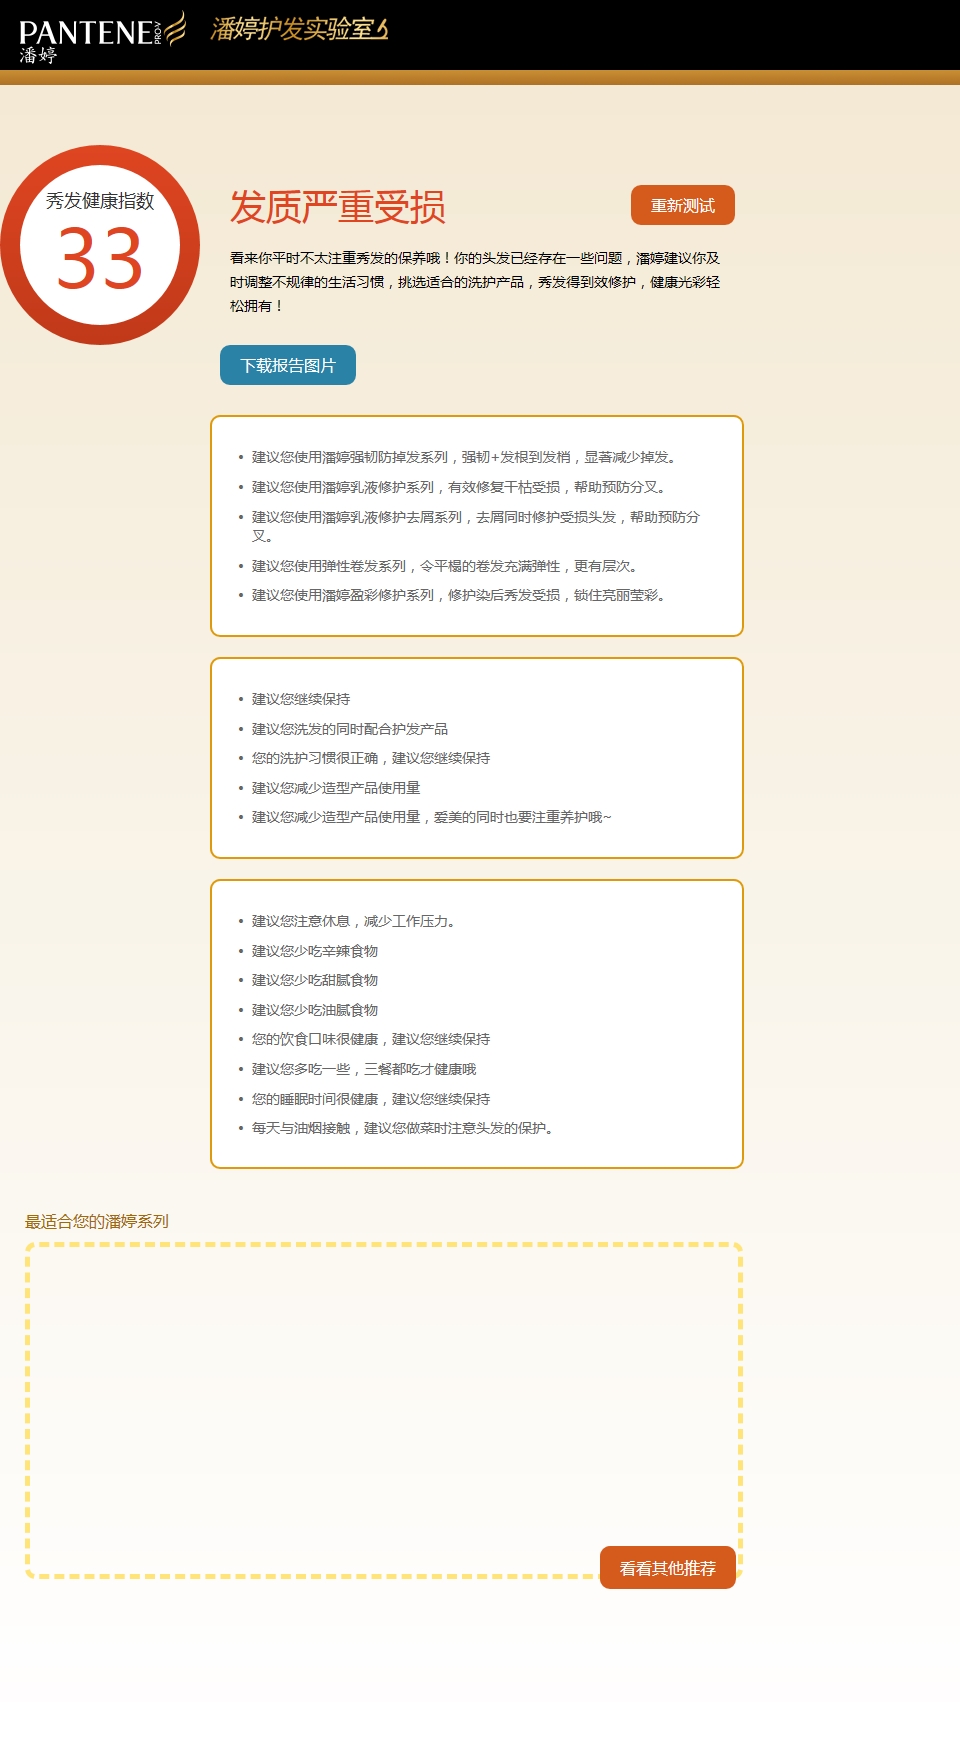 PANTENE
PRO-V
潘婷
潘婷护发实验室
秀发健康指数
33
发质严重受损
重新测试
看来你平时不太注重秀发的保养哦！你的头发已经存在一些问题，潘婷建议你及
时调整不规律的生活习惯，挑选适合的洗护产品，秀发得到效修护，健康光彩轻
松拥有！
下载报告图片
• 建议您使用潘婷强韧防掉发系列，强韧+发根到发梢，显著减少掉发。
• 建议您使用潘婷乳液修护系列，有效修复干枯受损，帮助预防分叉。
• 建议您使用潘婷乳液修护去屑系列，去屑同时修护受损头发，帮助预防分
叉。
• 建议您使用弹性卷发系列，令平榻的卷发充满弹性，更有层次。
• 建议您使用潘婷盈彩修护系列，修护染后秀发受损，锁住亮丽莹彩。
• 建议您继续保持
• 建议您洗发的同时配合护发产品
• 您的洗护习惯很正确，建议您继续保持
• 建议您减少造型产品使用量
• 建议您减少造型产品使用量，爱美的同时也要注重养护哦~
• 建议您注意休息，减少工作压力。
• 建议您少吃辛辣食物
• 建议您少吃甜腻食物
• 建议您少吃油腻食物
• 您的饮食口味很健康，建议您继续保持
• 建议您多吃一些，三餐都吃才健康哦
• 您的睡眠时间很健康，建议您继续保持
• 每天与油烟接触，建议您做菜时注意头发的保护。
最适合您的潘婷系列
看看其他推荐